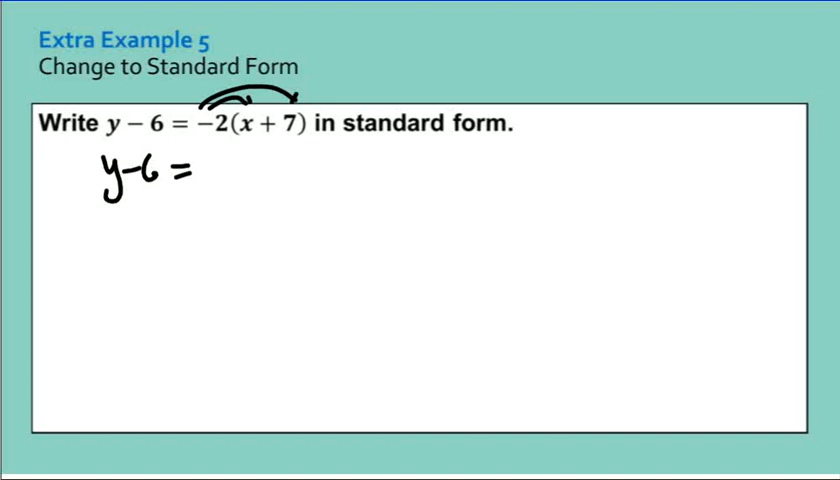 Extra Example 5
Change to Standard Form
Write y − 6 = −2(x + 7) in standard form.
y−6 =